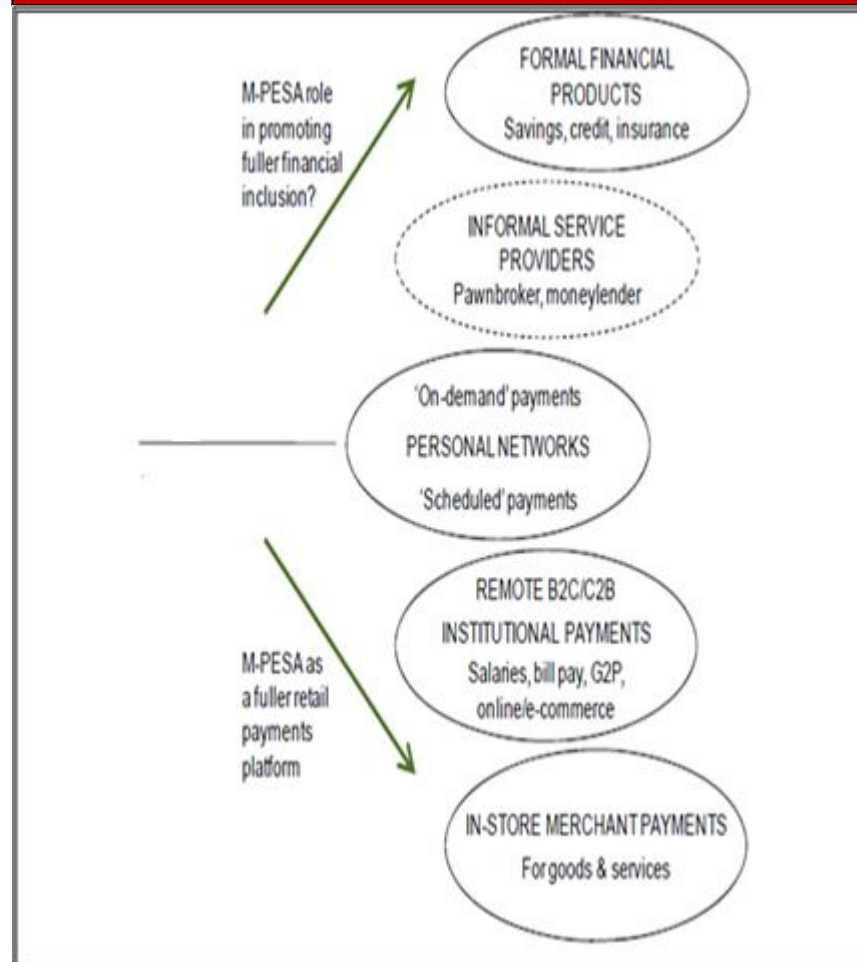 FORMAL FINANCIAL
PRODUCTS
Savings, credit, insurance
M-PESA role
in promoting
fuller financial
inclusion?
INFORMAL SERVICE
PROVIDERS
Pawnbroker, moneylender
'On-demand' payments
PERSONAL NETWORKS
'Scheduled' payments
REMOTE B2C/C2B
INSTITUTIONAL PAYMENTS
Salaries, bill pay, G2P,
online/e-commerce
M-PESA as
a fuller retail
payments
platform
IN-STORE MERCHANT PAYMENTS
For goods & services